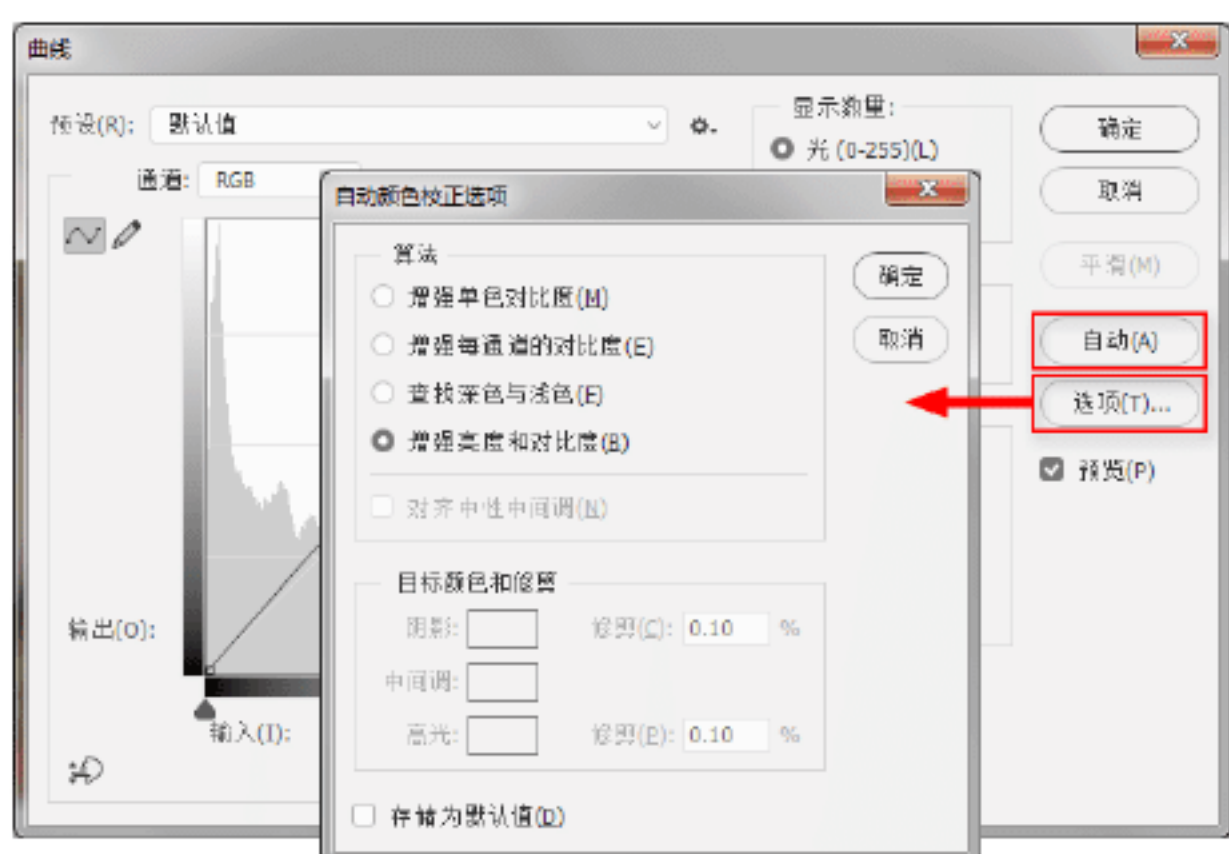 曲线
预设(R): 默认值
显示数量:
光 (0-255)(L)
确定
通道: RGB
取消
平滑(M)
自动(A)
选项(T)...
预览(P)
自动颜色校正选项
算法
增强单色对比度(M)
增强每通道的对比度(E)
查找深色与浅色(F)
增强亮度和对比度(B)
对齐中性中间调(N)
确定
取消
目标颜色和修剪
阴影: 修剪(C): 0.10 %
中间调:
高光: 修剪(P): 0.10 %
存储为默认值(D)
输出(O):
输入(I):